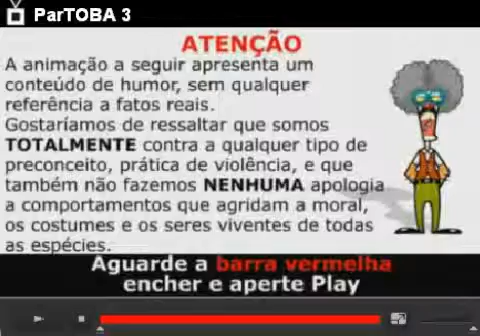 ParTOBA 3
ATENÇÃO
A animação a seguir apresenta um
conteúdo de humor, sem qualquer
referência a fatos reais.
Gostaríamos de ressaltar que somos
TOTALMENTE contra a qualquer tipo de
preconceito, prática de violência, e que
também não fazemos NENHUMA apologia
a comportamentos que agridam a moral,
os costumes e os seres viventes de todas
as espécies.
Aguarde a barra vermelha
encher e aperte Play